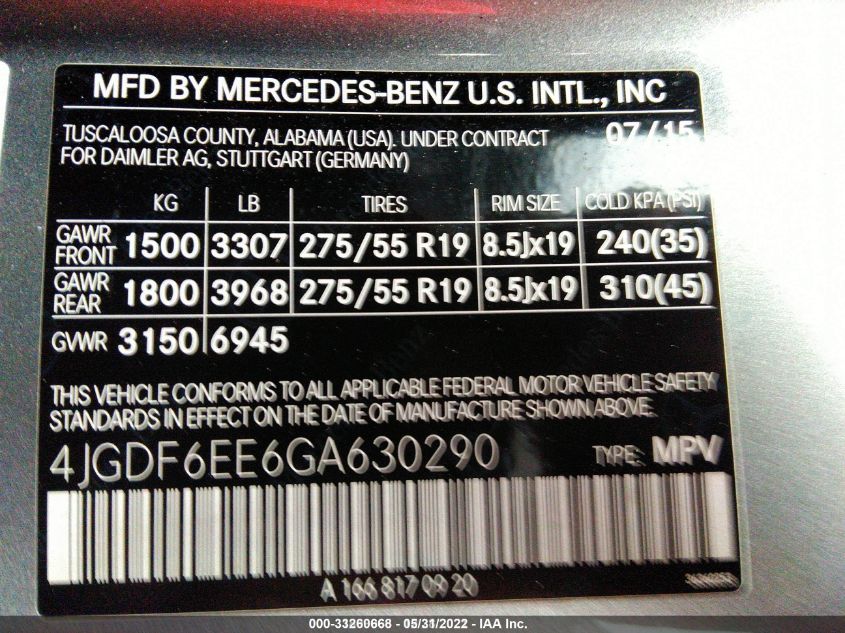 MFD BY MERCEDES-BENZ U.S. INTL., INC
TUSCALOOSA COUNTY, ALABAMA (USA). UNDER CONTRACT 07/15
FOR DAIMLER AG, STUTTGART (GERMANY)
KG LB TIRES RIM SIZE COLD KPA (PSI)
GAWR FRONT 1500 3307 275/55 R19 8.5Jx19 240(35)
GAWR REAR 1800 3968 275/55 R19 8.5Jx19 310(45)
GVWR 3150 6945
THIS VEHICLE CONFORMS TO ALL APPLICABLE FEDERAL MOTOR VEHICLE SAFETY
STANDARDS IN EFFECT ON THE DATE OF MANUFACTURE SHOWN ABOVE.
4JGDF6EE6GA630290 TYPE: MPV
A 166 817 09 20
000-33260668 - 05/31/2022 - IAA Inc.